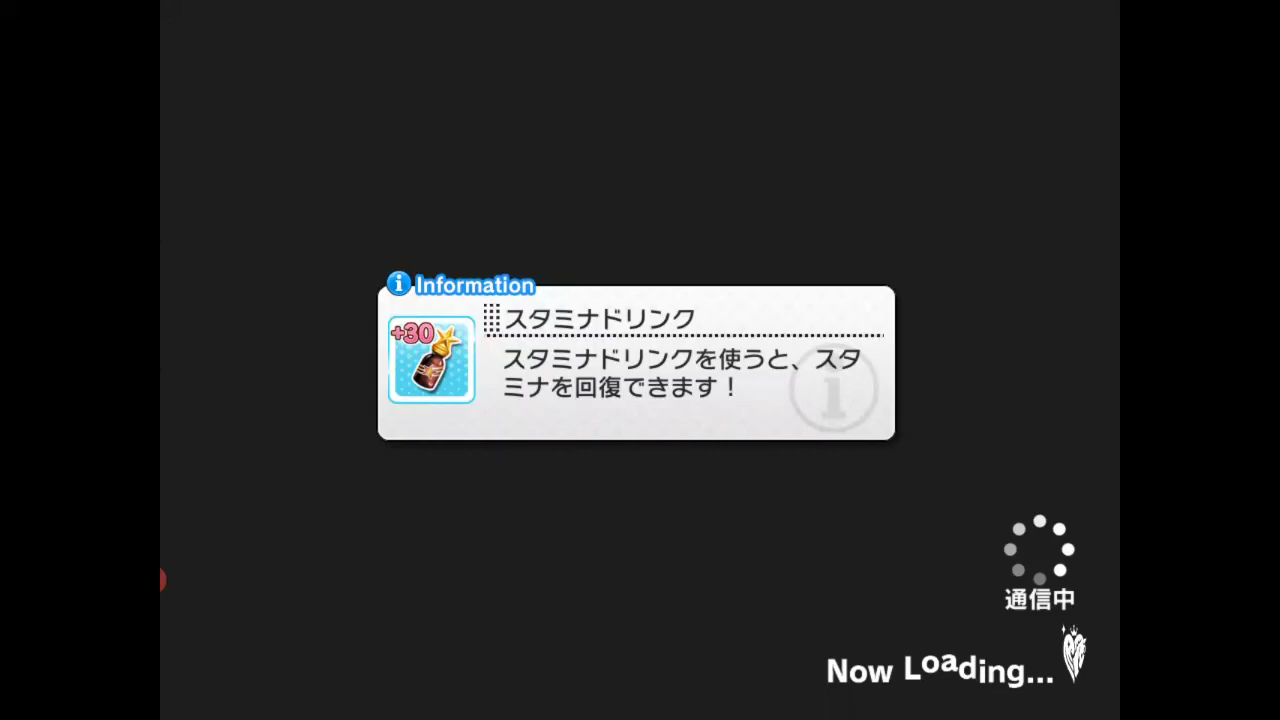 Information
+30
スタミナドリンク
スタミナドリンクを使うと、スタ
ミナを回復できます！
通信中
Now Loading...